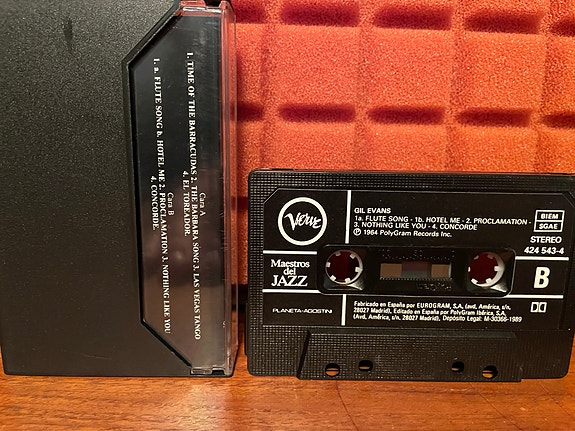 Cara A
1. TIME OF THE BARRACUDAS 2. THE BARBARA SONG 3. LAS VEGAS TANGO
4. EL TOREADOR.
Cara B
1. a. FLUTE SONG b. HOTEL ME 2. PROCLAMATION 3. NOTHING LIKE YOU
4. CONCORDE.
Verve
GIL EVANS
1a. FLUTE SONG - 1b. HOTEL ME - 2. PROCLAMATION -
3. NOTHING LIKE YOU - 4. CONCORDE
℗ 1964 PolyGram Records Inc.
BIEM
SGAE
STEREO
424 543-4
Maestros
del
JAZZ
B
PLANETA-AGOSTINI
Fabricado en España por EUROGRAM, S.A. (avd, América, s/n,
28027 Madrid), Editado en España por PolyGram Ibérica, S.A.
(Avd, América, s/n, 28027 Madrid), Depósito Legal: M-30366-1989